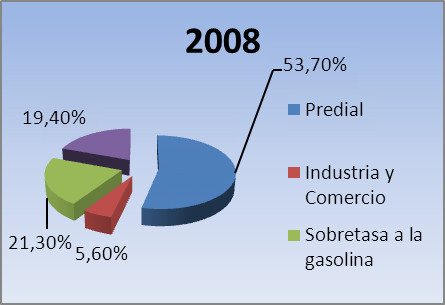 2008
53,70%
19,40%
21,30%
5,60%
Predial
Industria y
Comercio
Sobretasa a la
gasolina